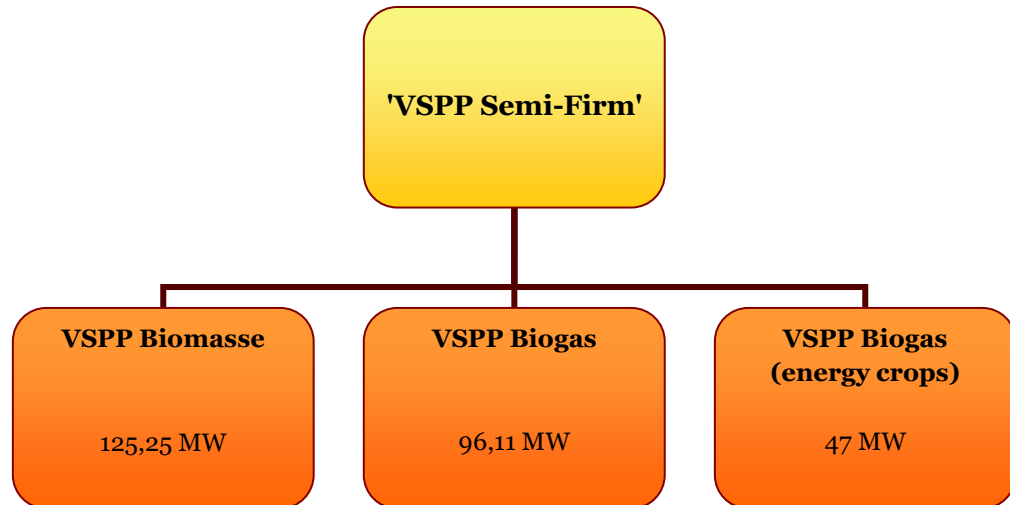 'VSPP Semi-Firm'
VSPP Biomasse
125,25 MW
VSPP Biogas
96,11 MW
VSPP Biogas
(energy crops)
47 MW